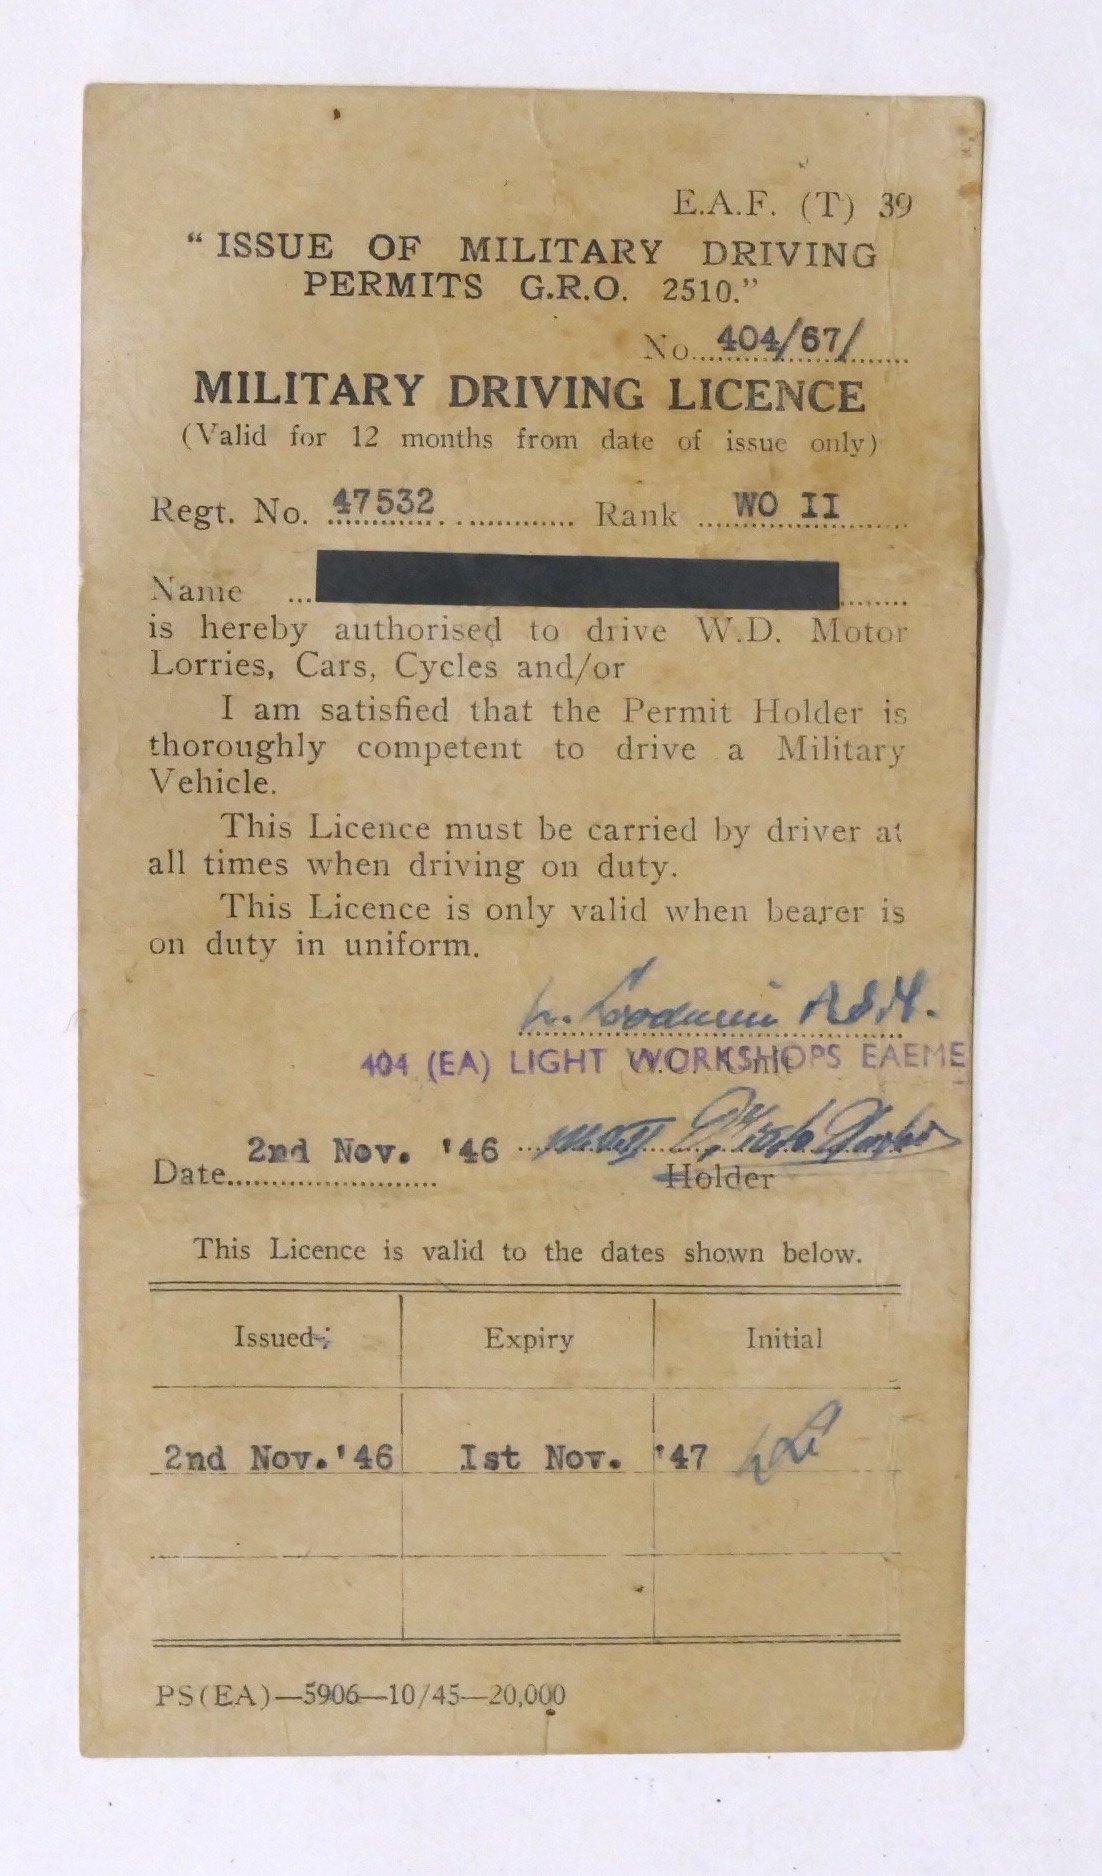 E.A.F. (T) 39
“ ISSUE OF MILITARY DRIVING
PERMITS G.R.O. 2510.”
No. 404/67/
MILITARY DRIVING LICENCE
(Valid for 12 months from date of issue only)
Regt. No. 47532 Rank WO II
Name
is hereby authorised to drive W.D. Motor
Lorries, Cars, Cycles and/or
I am satisfied that the Permit Holder is
thoroughly competent to drive a Military
Vehicle.
This Licence must be carried by driver at
all times when driving on duty.
This Licence is only valid when bearer is
on duty in uniform.
404 (EA) LIGHT WORKSHOPS EAEME
Date 2nd Nov. '46
Holder
This Licence is valid to the dates shown below.
Issued Expiry Initial
2nd Nov.'46 Ist Nov. '47
PS(EA)—5906—10/45—20,000